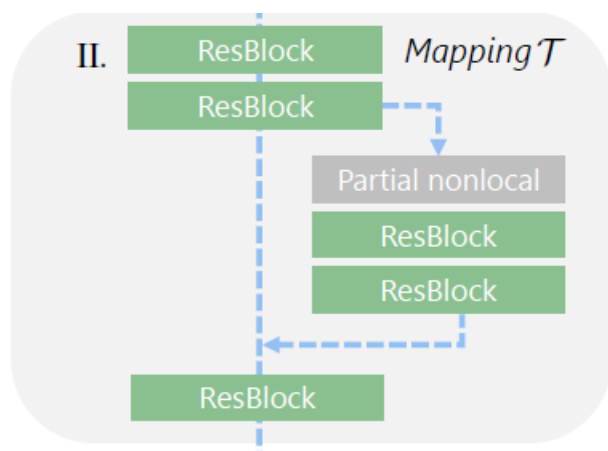 II.
ResBlock
Mapping 𝒯
ResBlock
Partial nonlocal
ResBlock
ResBlock
ResBlock